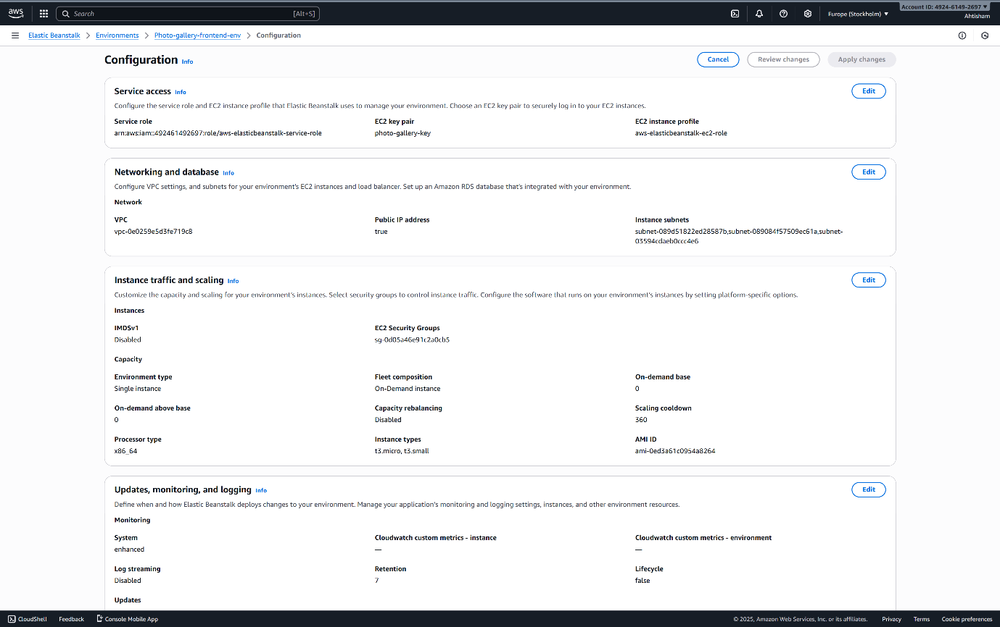 aws
Search [Alt+S]
Europe (Stockholm) ▼
Account ID: 4924-6149-2697 ▼
Ahtisham
Elastic Beanstalk > Environments > Photo-gallery-frontend-env > Configuration
Configuration Info
Cancel Review changes Apply changes
Service access Info
Edit
Configure the service role and EC2 instance profile that Elastic Beanstalk uses to manage your environment. Choose an EC2 key pair to securely log in to your EC2 instances.
Service role EC2 key pair EC2 instance profile
arn:aws:iam::492461492697:role/aws-elasticbeanstalk-service-role photo-gallery-key aws-elasticbeanstalk-ec2-role
Networking and database Info
Edit
Configure VPC settings, and subnets for your environment's EC2 instances and load balancer. Set up an Amazon RDS database that's integrated with your environment.
Network
VPC Public IP address Instance subnets
vpc-0e0259e5d3fe719c8 true subnet-089d51822ed28587b,subnet-089084f57509ec61a,subnet-
03594cdaeb0ccc4e6
Instance traffic and scaling Info
Edit
Customize the capacity and scaling for your environment's instances. Select security groups to control instance traffic. Configure the software that runs on your environment's instances by setting platform-specific options.
Instances
IMDSv1 EC2 Security Groups
Disabled sg-0d05a46e91c2a0cb5
Capacity
Environment type Fleet composition On-demand base
Single instance On-Demand instance 0
On-demand above base Capacity rebalancing Scaling cooldown
0 Disabled 360
Processor type Instance types AMI ID
x86_64 t3.micro, t3.small ami-0ed3a61c0954a8264
Updates, monitoring, and logging Info
Edit
Define when and how Elastic Beanstalk deploys changes to your environment. Manage your application's monitoring and logging settings, instances, and other environment resources.
Monitoring
System Cloudwatch custom metrics - instance Cloudwatch custom metrics - environment
enhanced — —
Log streaming Retention Lifecycle
Disabled 7 false
Updates
CloudShell Feedback Console Mobile App © 2025, Amazon Web Services, Inc. or its affiliates. Privacy Terms Cookie preferences